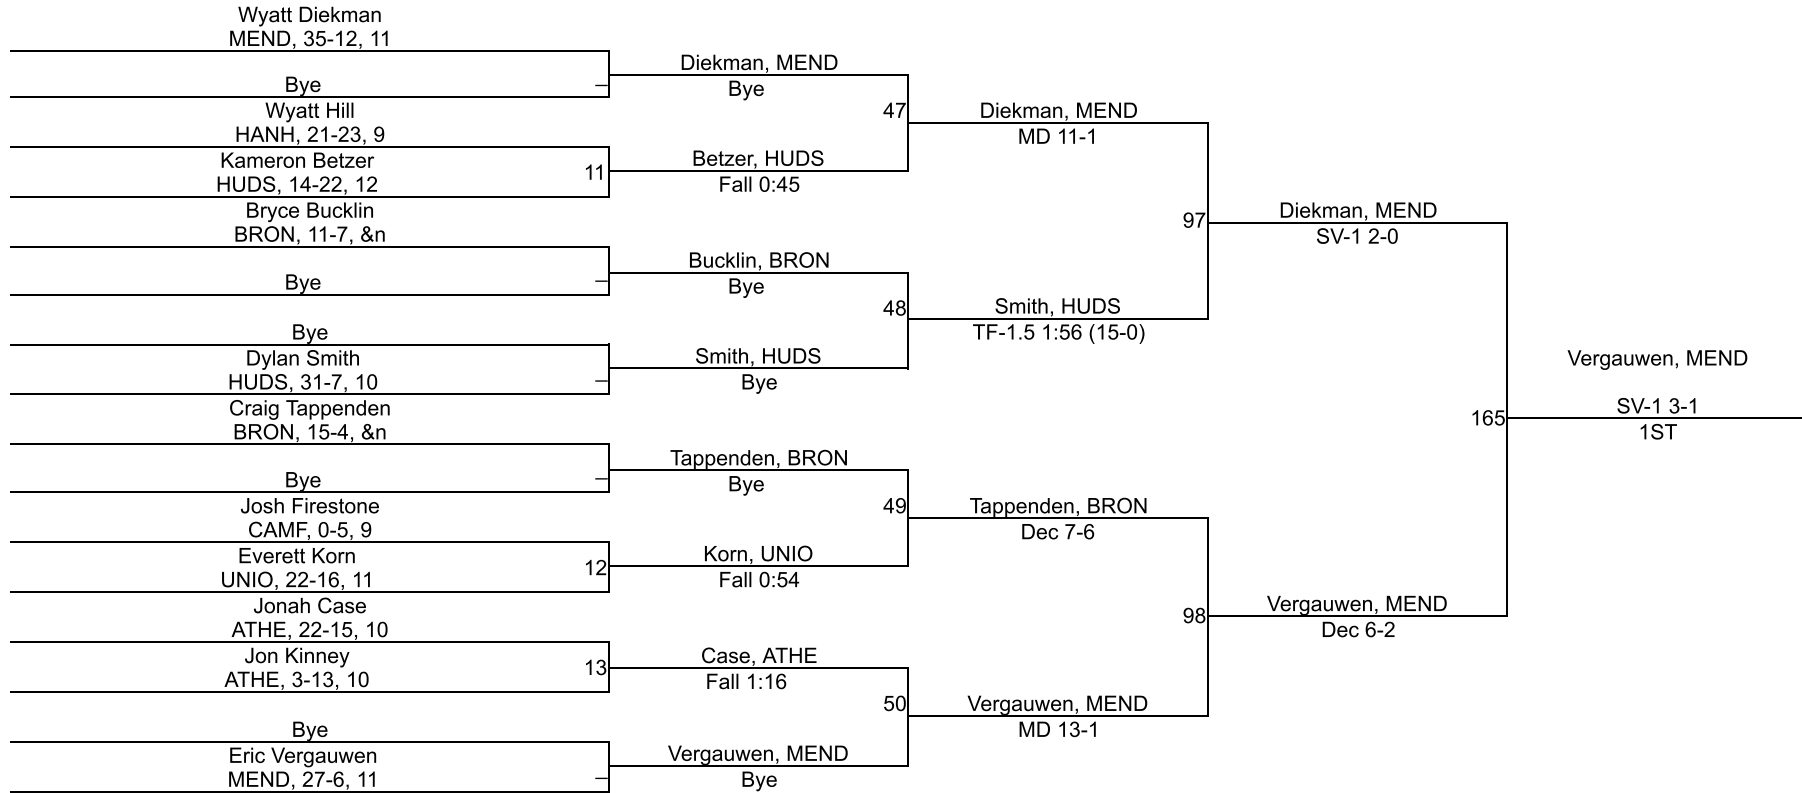 Wyatt Diekman
MEND, 35-12, 11
Bye
Wyatt Hill
HANH, 21-23, 9
Kameron Betzer
HUDS, 14-22, 12
Bryce Bucklin
BRON, 11-7, &n
Bye
Bye
Dylan Smith
HUDS, 31-7, 10
Craig Tappenden
BRON, 15-4, &n
Bye
Josh Firestone
CAMF, 0-5, 9
Everett Korn
UNIO, 22-16, 11
Jonah Case
ATHE, 22-15, 10
Jon Kinney
ATHE, 3-13, 10
Bye
Eric Vergauwen
MEND, 27-6, 11
–
11
–
–
–
12
13
–
Diekman, MEND
Bye
Betzer, HUDS
Fall 0:45
Bucklin, BRON
Bye
Smith, HUDS
Bye
Tappenden, BRON
Bye
Korn, UNIO
Fall 0:54
Case, ATHE
Fall 1:16
Vergauwen, MEND
Bye
47
48
49
50
Diekman, MEND
MD 11-1
Smith, HUDS
TF-1.5 1:56 (15-0)
Tappenden, BRON
Dec 7-6
Vergauwen, MEND
MD 13-1
97
98
Diekman, MEND
SV-1 2-0
Vergauwen, MEND
Dec 6-2
165
Vergauwen, MEND
SV-1 3-1
1ST